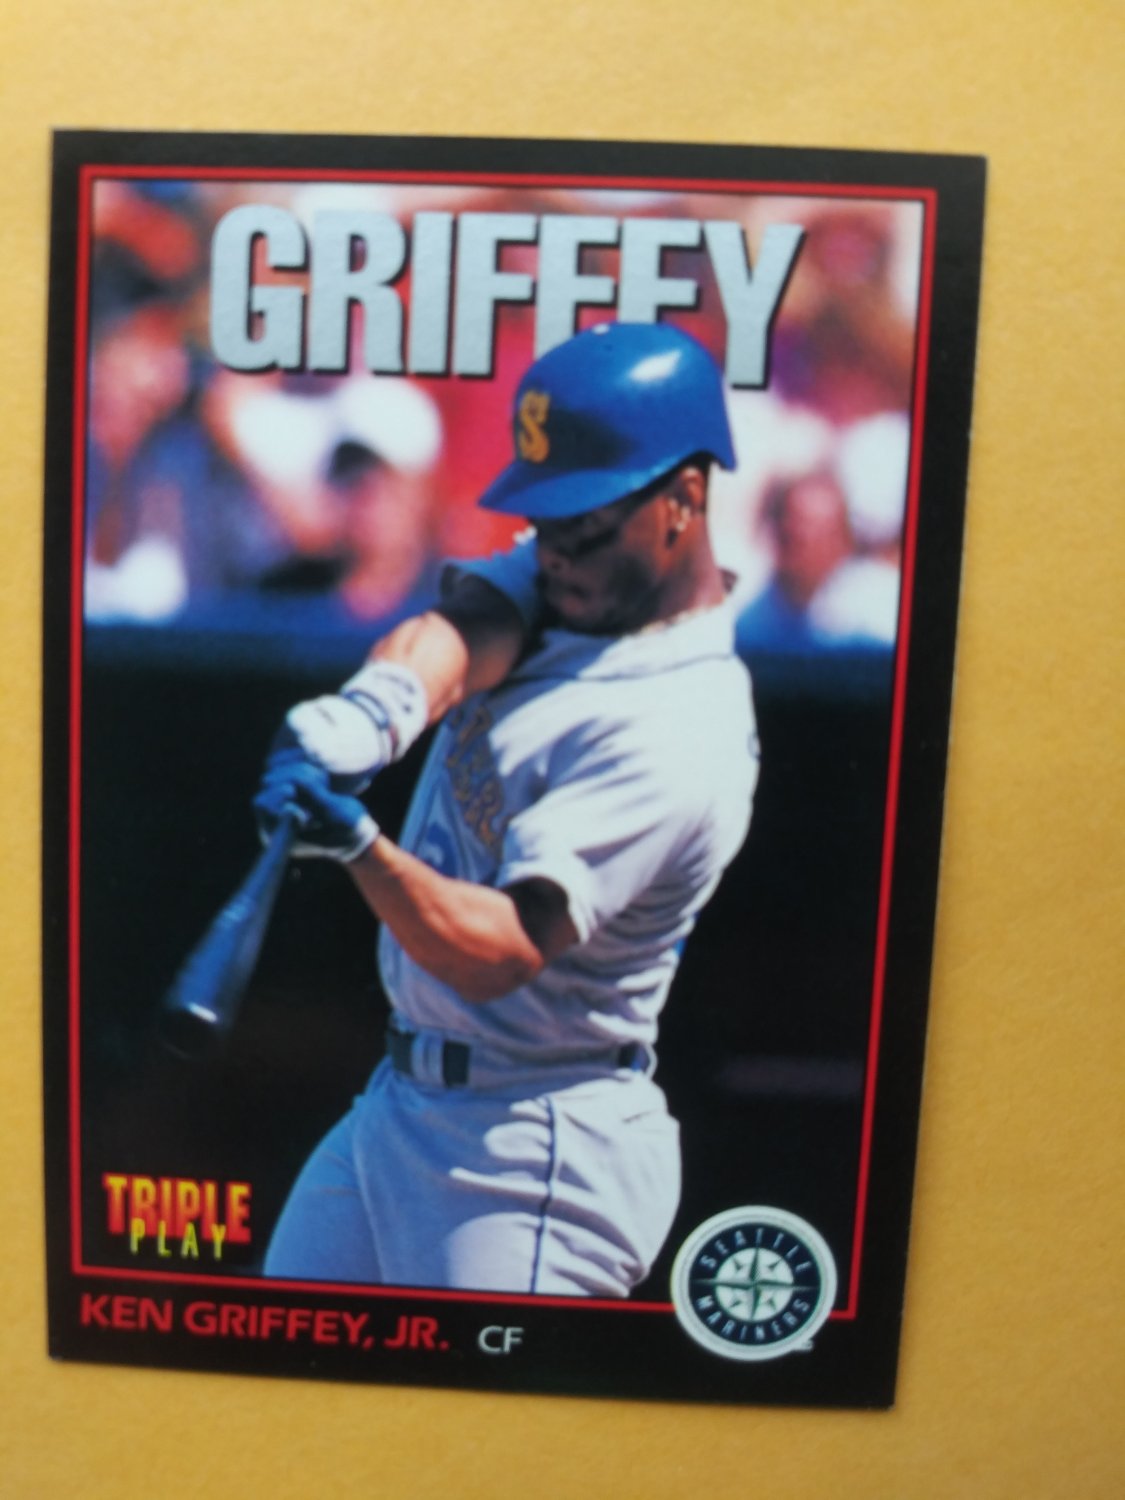 GRIFFEY
S
TRIPLE
PLAY
SEATTLE
MARINERS
KEN GRIFFEY, JR. CF